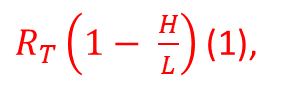 R_T (1 − H/L) (1),